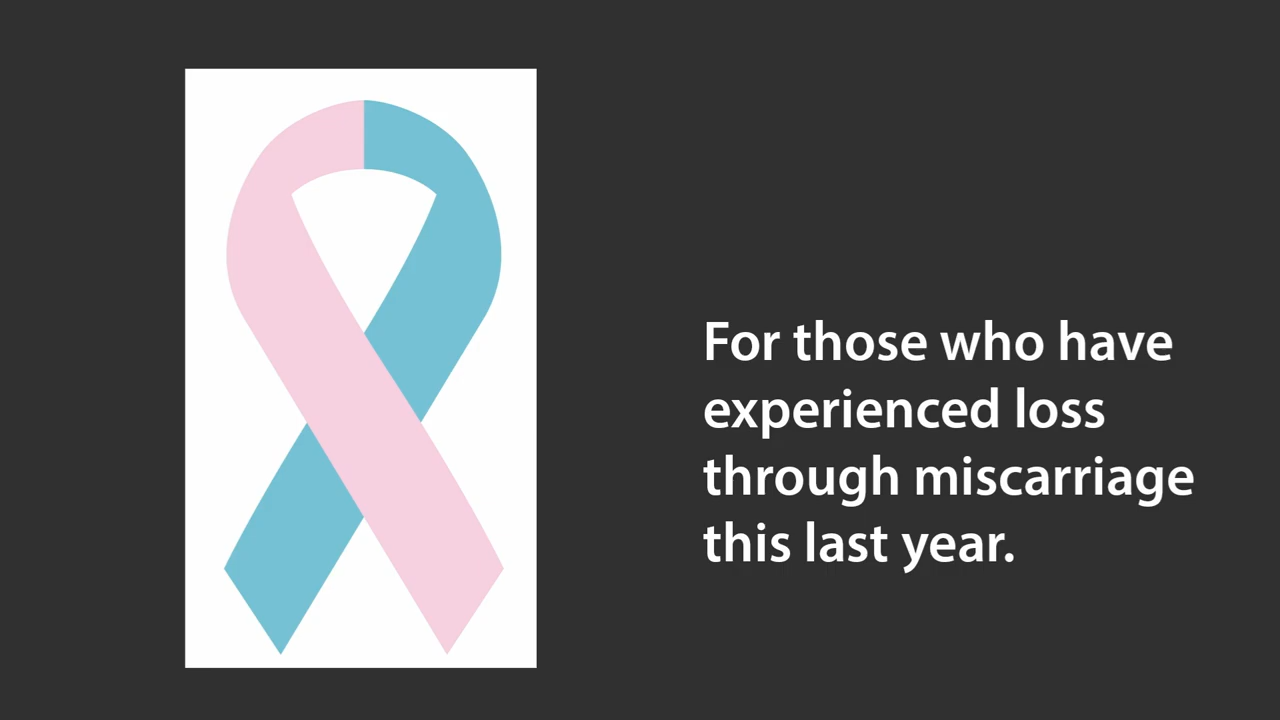 For those who have
experienced loss
through miscarriage
this last year.